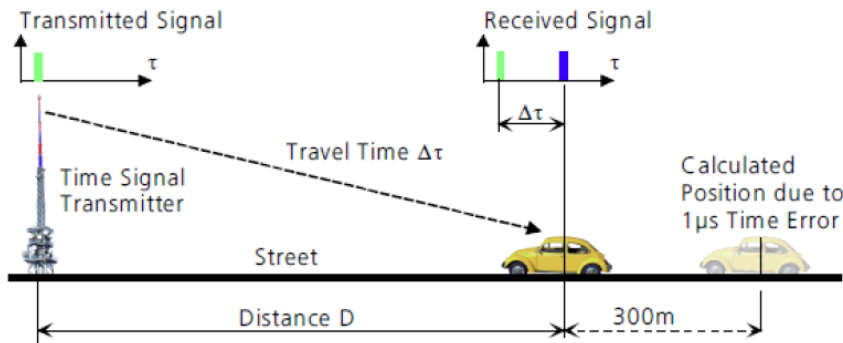 Transmitted Signal
Received Signal
τ
τ
Δτ
Travel Time Δτ
Time Signal
Transmitter
Calculated
Position due to
1µs Time Error
Street
Distance D
300m